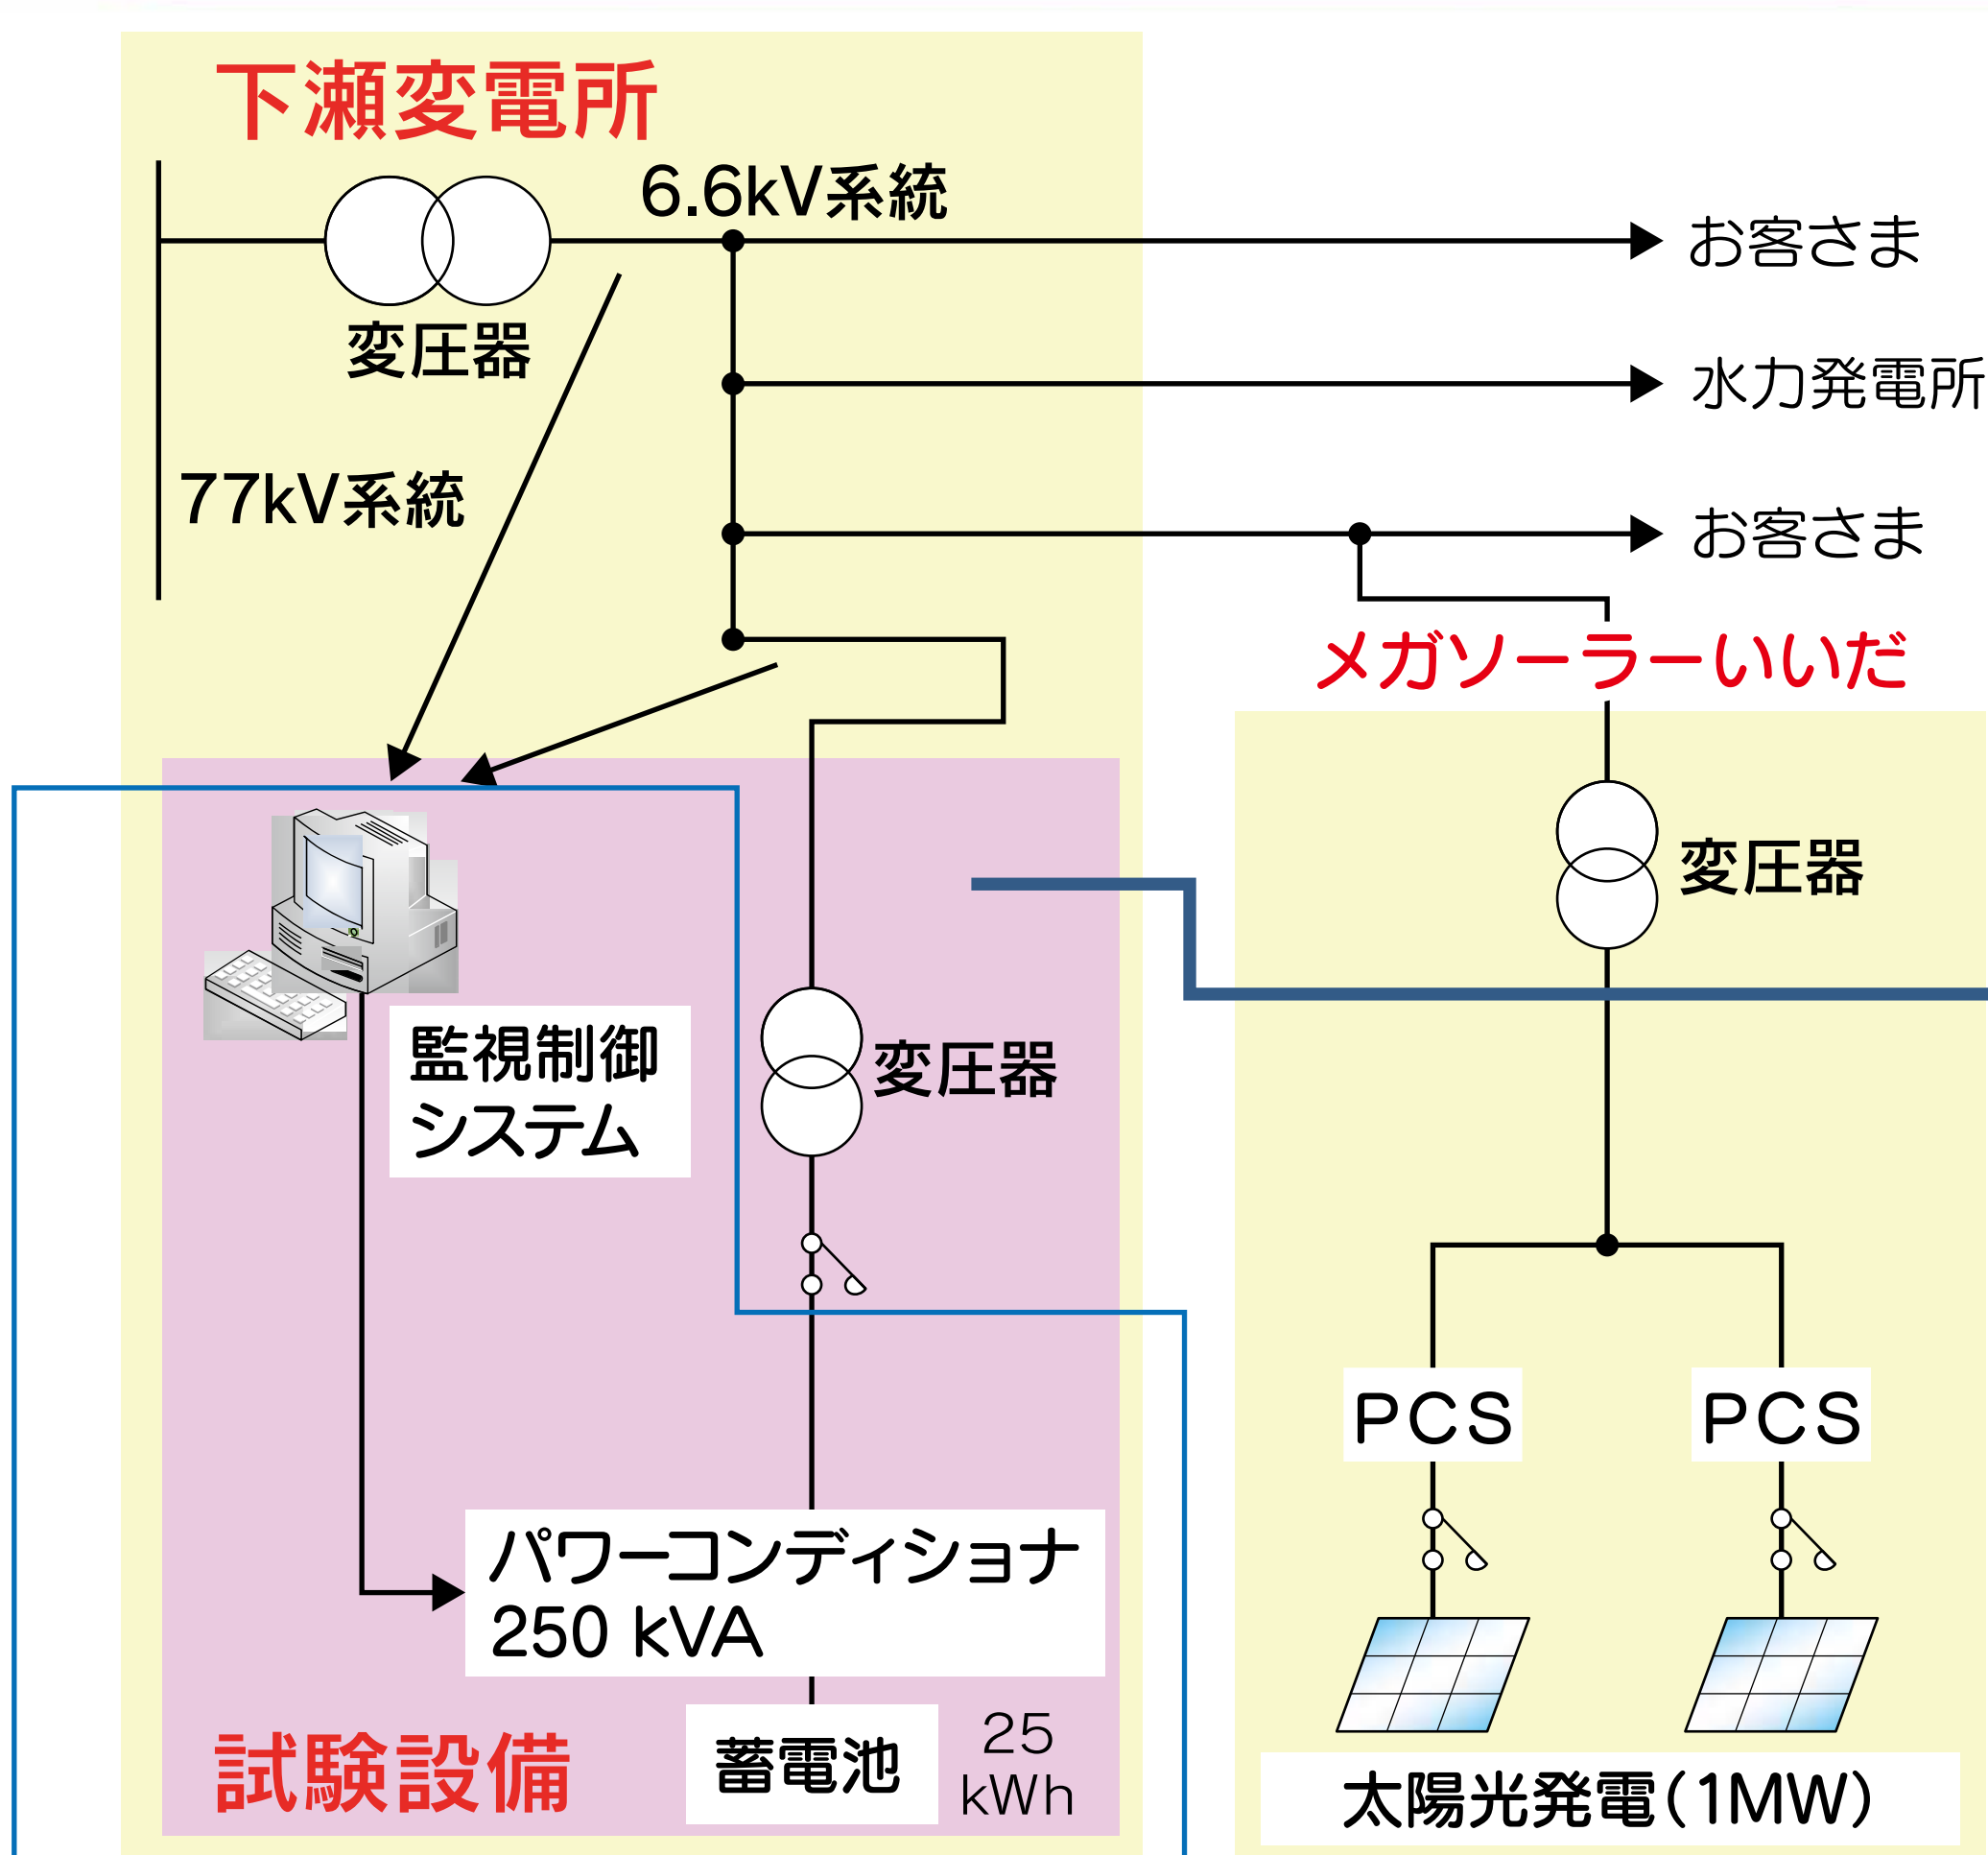 下瀬変電所
6.6kV系統
お客さま
変圧器
水力発電所
77kV系統
お客さま
メガソーラーいいだ
変圧器
監視制御
システム
変圧器
PCS
PCS
パワーコンディショナ
250 kVA
試験設備
蓄電池
25
kWh
太陽光発電(1MW)